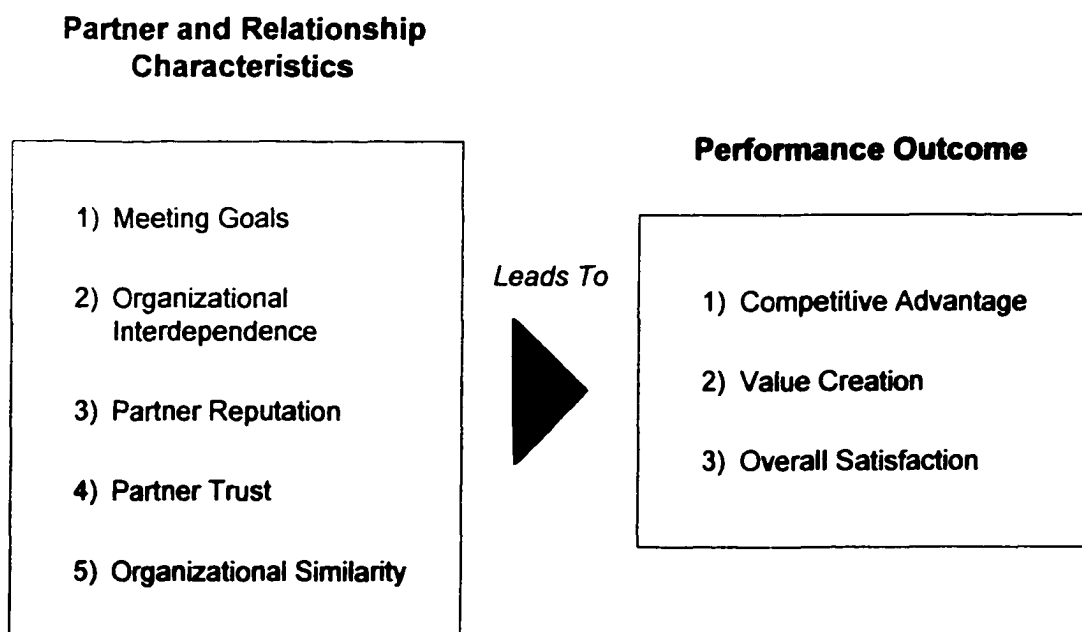 Partner and Relationship
Characteristics
1) Meeting Goals
2) Organizational
Interdependence
3) Partner Reputation
4) Partner Trust
5) Organizational Similarity
Leads To
Performance Outcome
1) Competitive Advantage
2) Value Creation
3) Overall Satisfaction